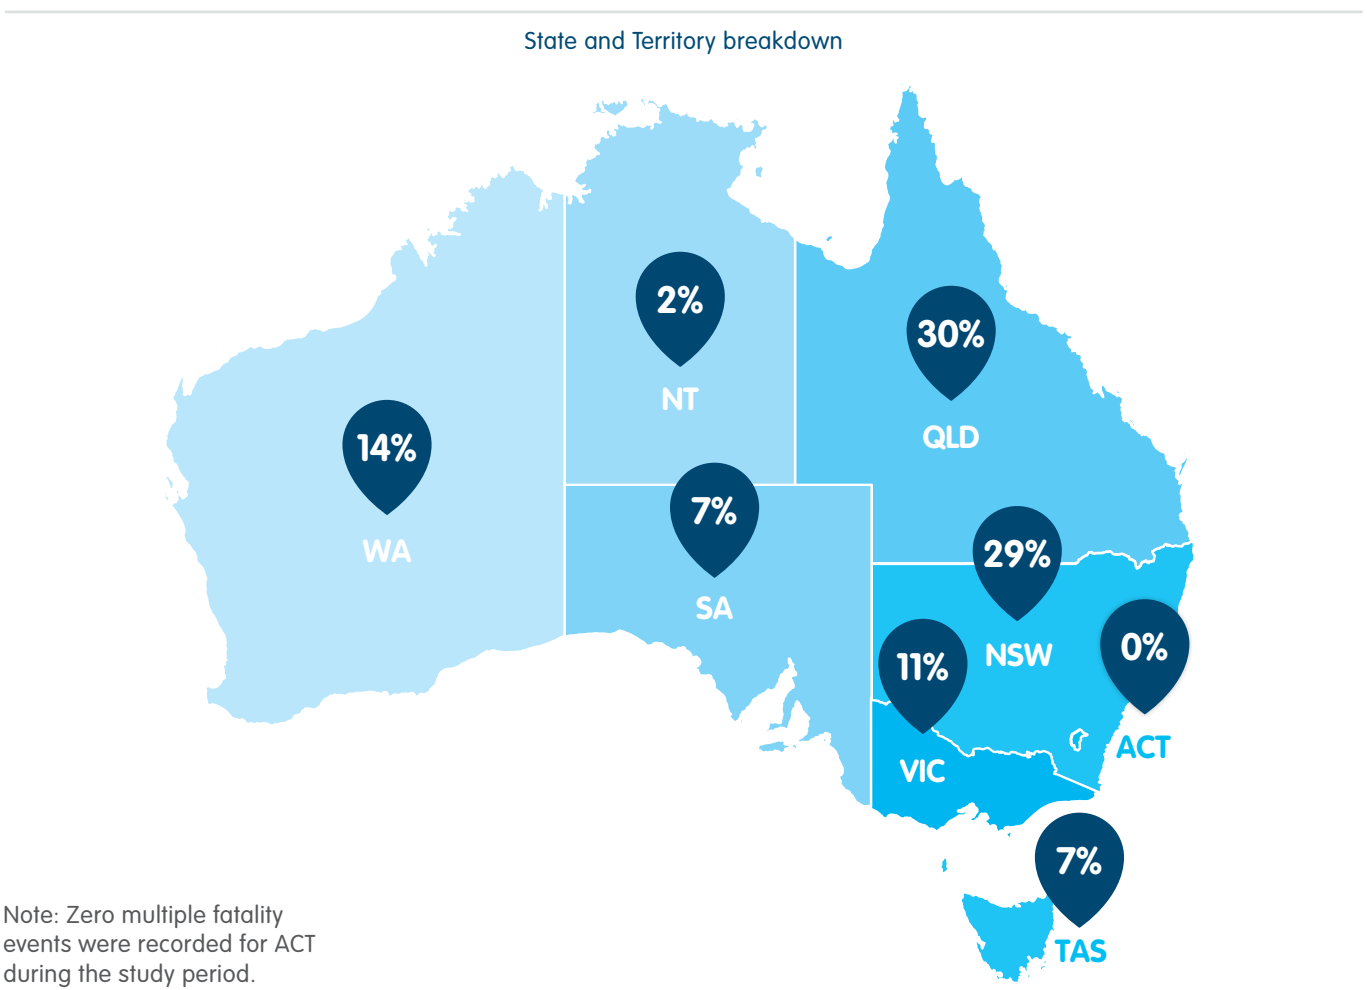 State and Territory breakdown
2%
NT
30%
QLD
14%
WA
7%
SA
29%
NSW
0%
ACT
11%
VIC
7%
TAS
Note: Zero multiple fatality
events were recorded for ACT
during the study period.